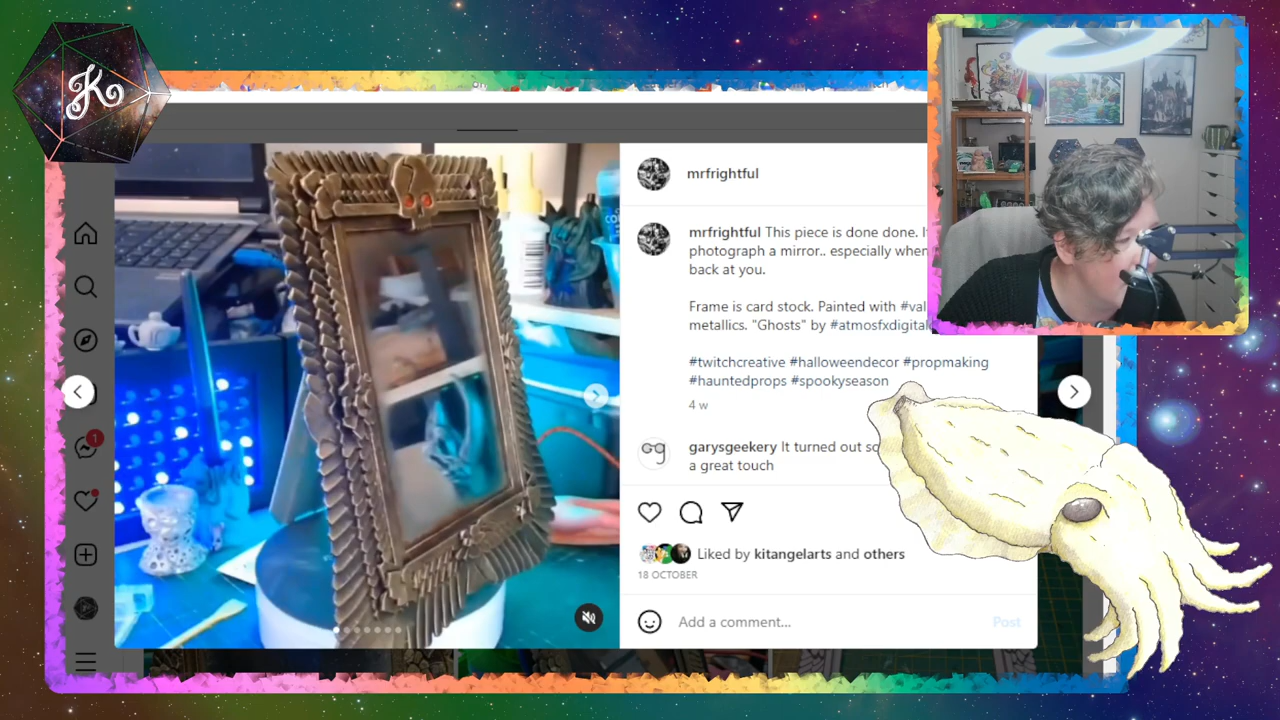 K
mrfrightful
mrfrightful This piece is done done. I
photograph a mirror.. especially when
back at you.
Frame is card stock. Painted with #val
metallics. "Ghosts" by #atmosfxdigital
#twitchcreative #halloweendecor #propmaking
#hauntedprops #spookyseason
4 w
1
garysgeekery It turned out so
a great touch
Liked by kitangelarts and others
18 OCTOBER
Add a comment...
Post